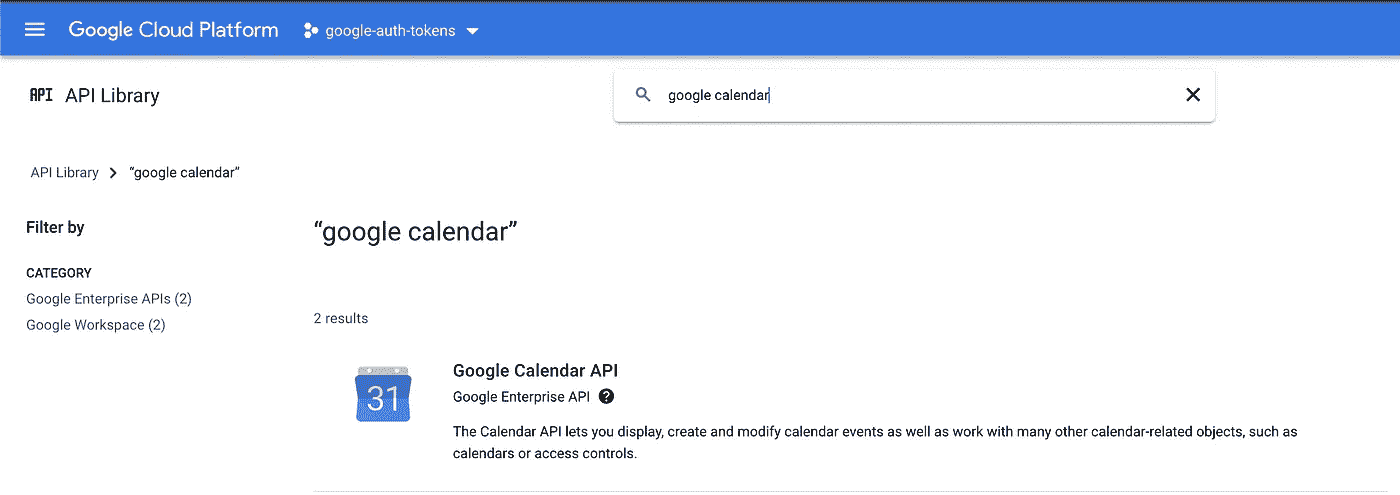 Google Cloud Platform google-auth-tokens
API API Library google calendar
API Library “google calendar”
Filter by
“google calendar”
CATEGORY
Google Enterprise APIs (2)
Google Workspace (2)
2 results
31
Google Calendar API
Google Enterprise API ?
The Calendar API lets you display, create and modify calendar events as well as work with many other calendar-related objects, such as
calendars or access controls.